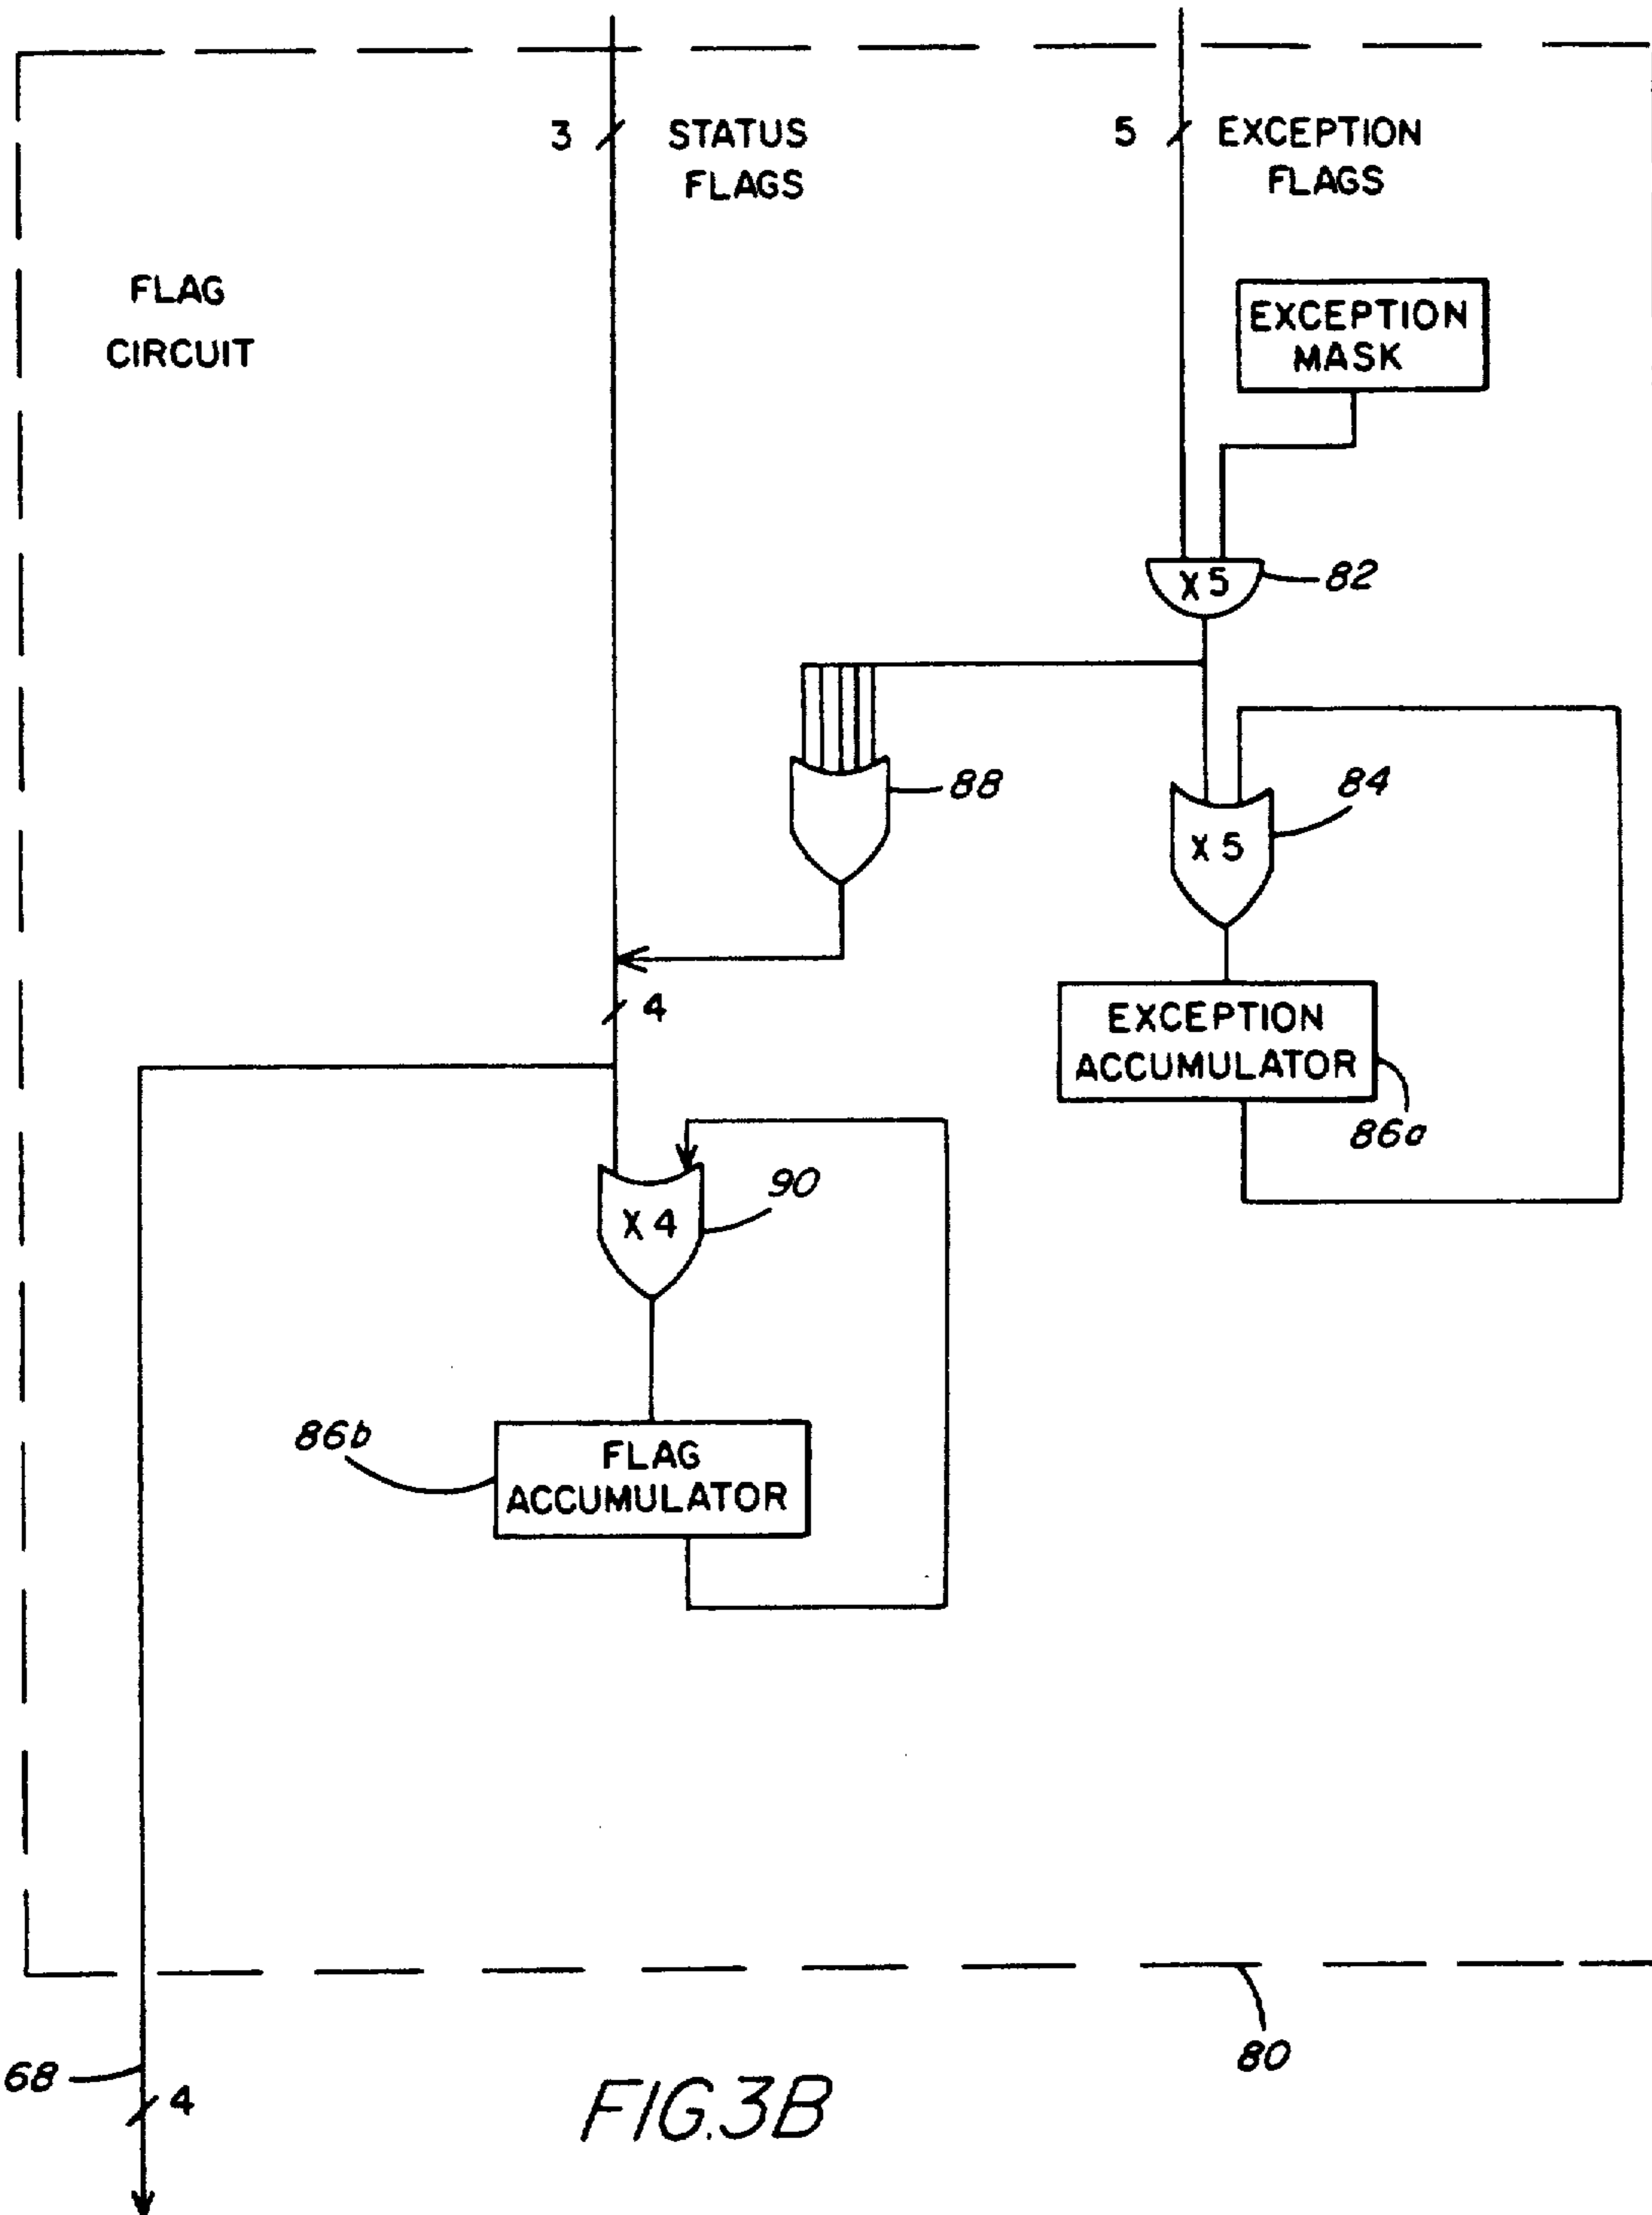 3
STATUS
FLAGS
5
EXCEPTION
FLAGS
FLAG
CIRCUIT
EXCEPTION
MASK
X5
82
88
X5
84
4
EXCEPTION
ACCUMULATOR
86a
X4
90
86b
FLAG
ACCUMULATOR
80
68
4
FIG.3B